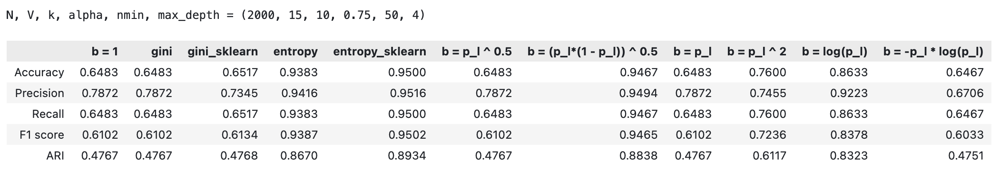 N, V, k, alpha, nmin, max_depth = (2000, 15, 10, 0.75, 50, 4)
b = 1 gini gini_sklearn entropy entropy_sklearn b = p_l ^ 0.5 b = (p_l*(1 - p_l)) ^ 0.5 b = p_l b = p_l ^ 2 b = log(p_l) b = -p_l * log(p_l)
Accuracy 0.6483 0.6483 0.6517 0.9383 0.9500 0.6483 0.9467 0.6483 0.7600 0.8633 0.6467
Precision 0.7872 0.7872 0.7345 0.9416 0.9516 0.7872 0.9494 0.7872 0.7455 0.9223 0.6706
Recall 0.6483 0.6483 0.6517 0.9383 0.9500 0.6483 0.9467 0.6483 0.7600 0.8633 0.6467
F1 score 0.6102 0.6102 0.6134 0.9387 0.9502 0.6102 0.9465 0.6102 0.7236 0.8378 0.6033
ARI 0.4767 0.4767 0.4768 0.8670 0.8934 0.4767 0.8838 0.4767 0.6117 0.8323 0.4751